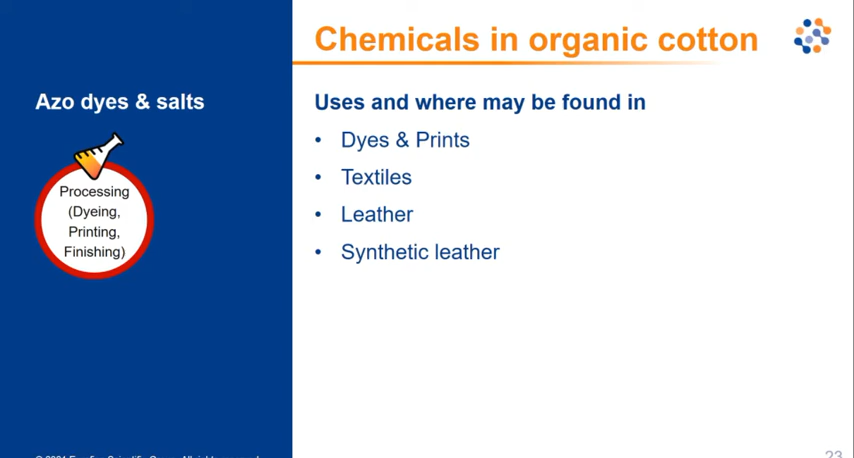 Chemicals in organic cotton
Azo dyes & salts
Processing
(Dyeing,
Printing,
Finishing)
Uses and where may be found in
• Dyes & Prints
• Textiles
• Leather
• Synthetic leather
23